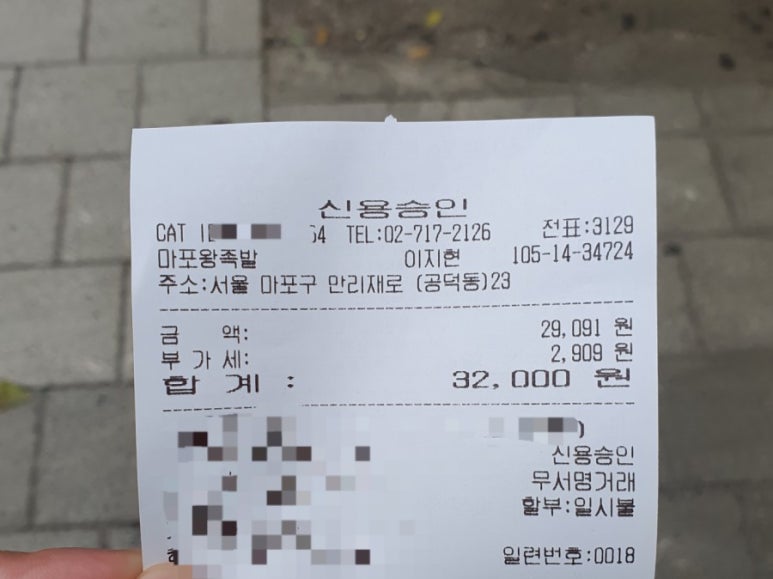 신용승인
CAT 54 TEL:02-717-2126 전표:3129
마포왕족발 이지현 105-14-34724
주소:서울 마포구 만리재로 (공덕동)23
금 액: 29,091 원
부 가 세: 2,909 원
합 계 : 32,000 원
)
신용승인
무서명거래
할부:일시불
일련번호:0018